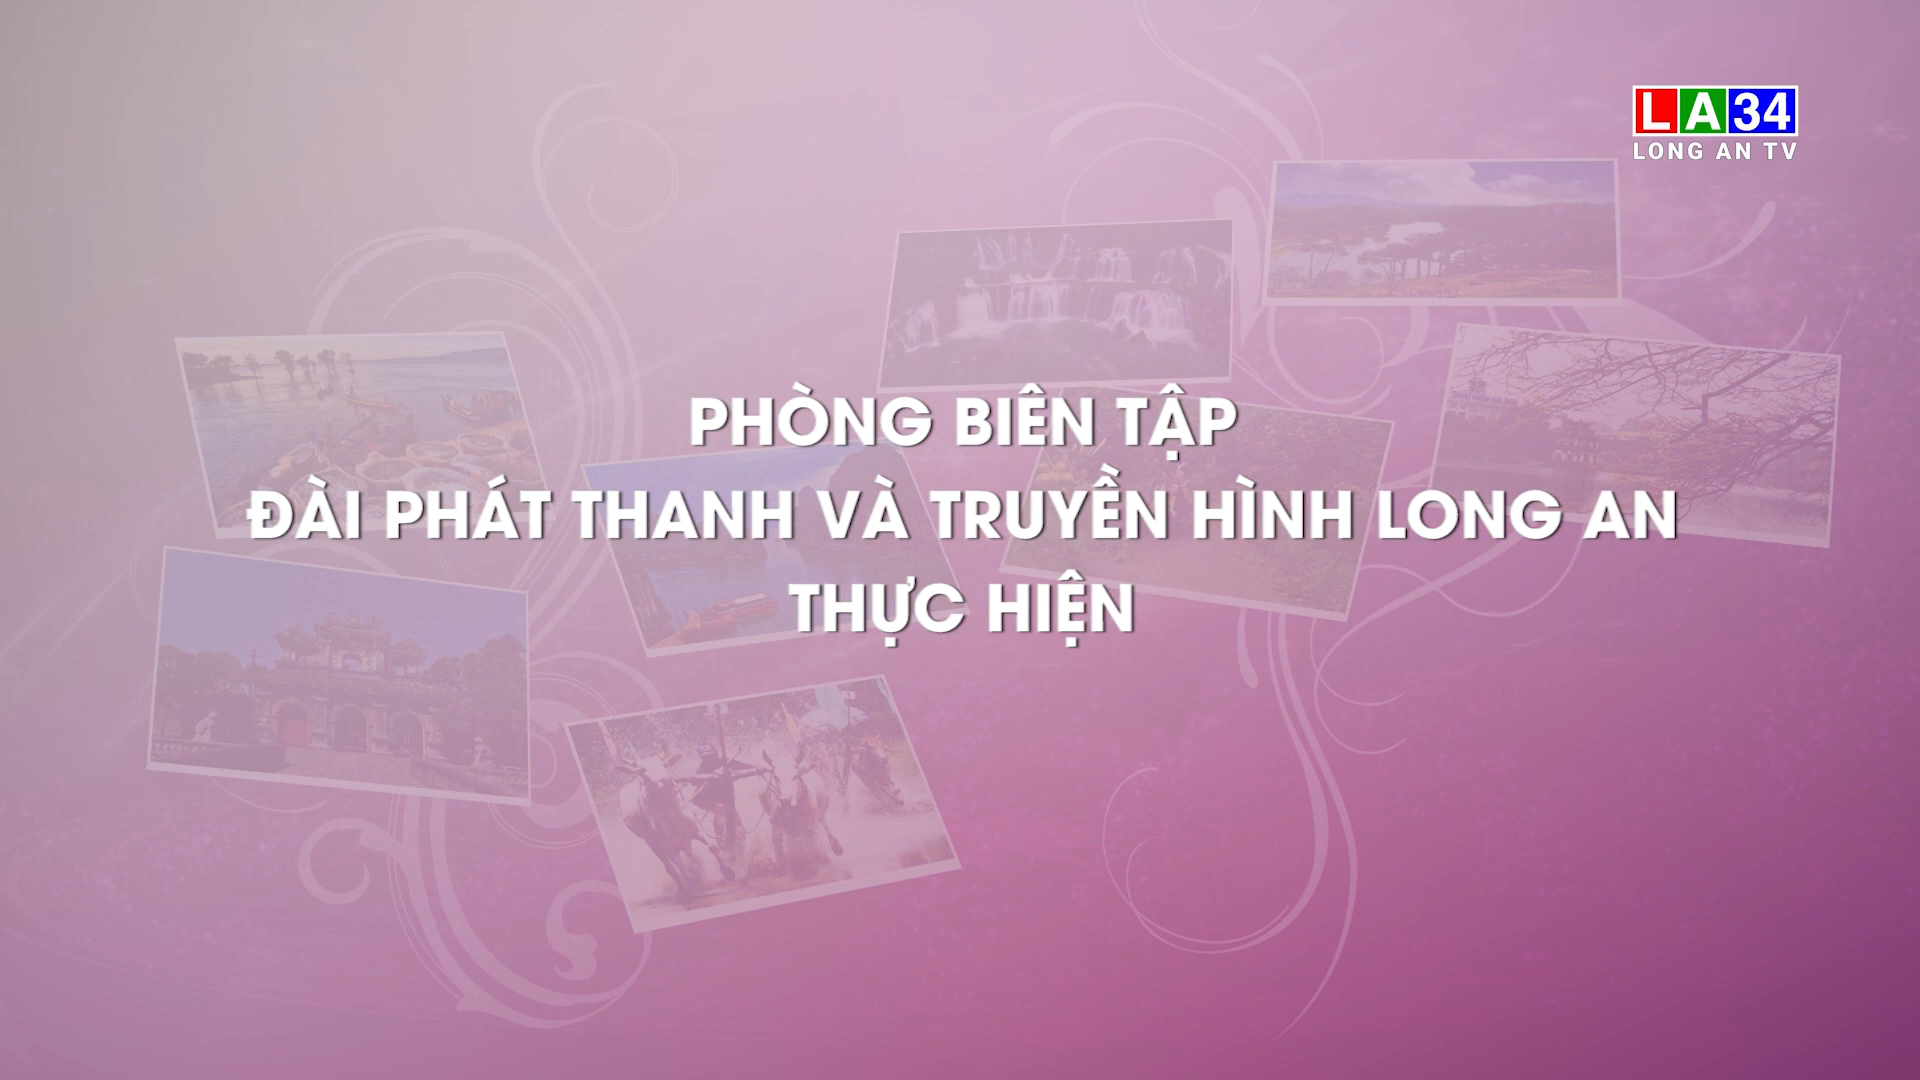 LA34
LONG AN TV
PHÒNG BIÊN TẬP
ĐÀI PHÁT THANH VÀ TRUYỀN HÌNH LONG AN
THỰC HIỆN